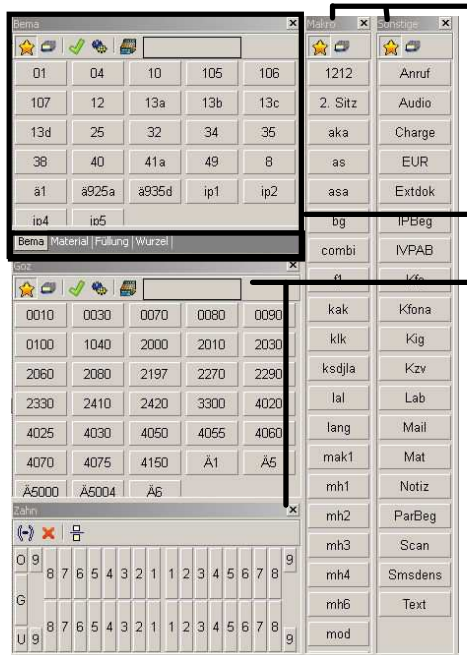 Bema
01 04 10 105 106
107 12 13a 13b 13c
13d 25 32 34 35
38 40 41a 49 8
ä1 ä925a ä935d ip1 ip2
ip4 ip5
Bema Material Füllung Wurzel
Goz
0010 0030 0070 0080 0090
0100 1040 2000 2010 2030
2060 2080 2197 2270 2290
2330 2410 2420 3300 4020
4025 4030 4050 4055 4060
4070 4075 4150 Ä1 Ä5
Ä5000 Ä5004 Ä6
Zahn
O 9 8 7 6 5 4 3 2 1 1 2 3 4 5 6 7 8 9
G
U 9 8 7 6 5 4 3 2 1 1 2 3 4 5 6 7 8 9
Makro
1212
2. Sitz
aka
as
asa
bg
combi
f1
kak
klk
ksdjla
lal
lang
mak1
mh1
mh2
mh3
mh4
mh6
mod
Sonstige
Anruf
Audio
Charge
EUR
Extdok
IPBeg
IVPAB
Kfo
Kfona
Kig
Kzv
Lab
Mail
Mat
Notiz
ParBeg
Scan
Smsdens
Text